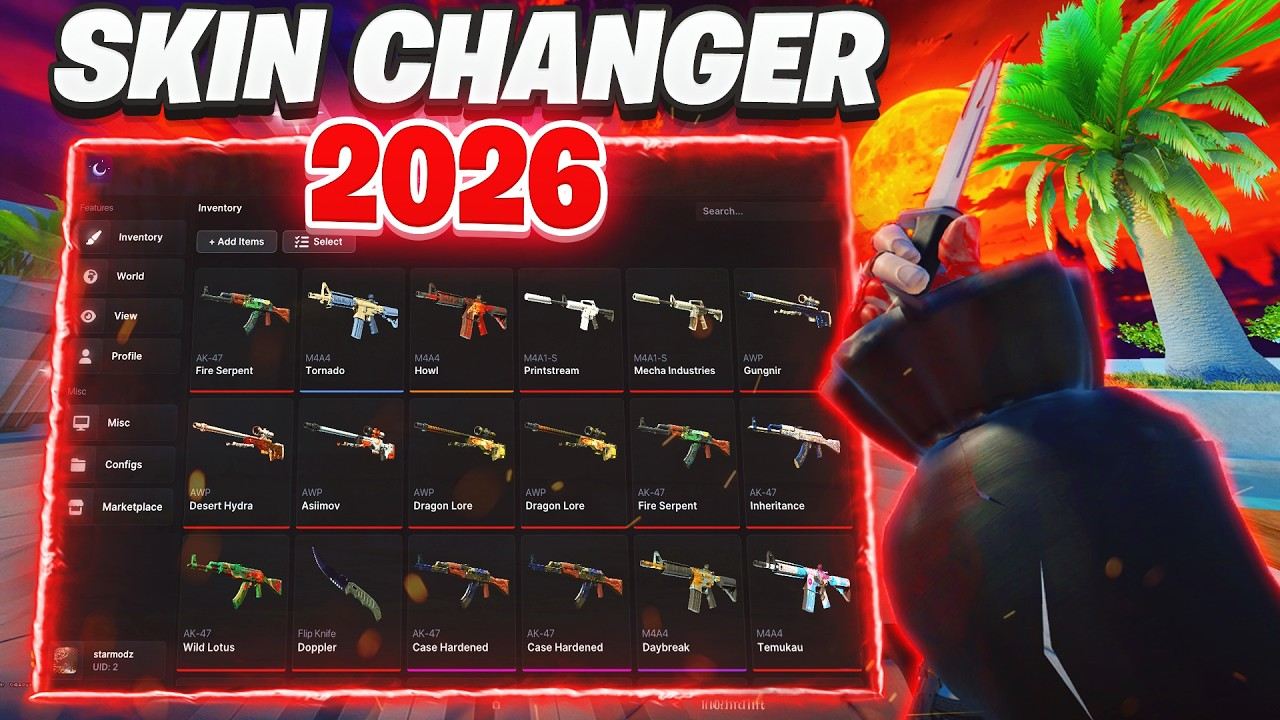 SKIN CHANGER
2026
Features
Inventory
World
View
Profile
Misc
Misc
Configs
Marketplace
starmodz
UID: 2
Inventory
Search...
+ Add Items
Select
AK-47
Fire Serpent
M4A4
Tornado
M4A4
Howl
M4A1-S
Printstream
M4A1-S
Mecha Industries
AWP
Gungnir
AWP
Desert Hydra
AWP
Asiimov
AWP
Dragon Lore
AWP
Dragon Lore
AK-47
Fire Serpent
AK-47
Inheritance
AK-47
Wild Lotus
Flip Knife
Doppler
AK-47
Case Hardened
AK-47
Case Hardened
M4A4
Daybreak
M4A4
Temukau